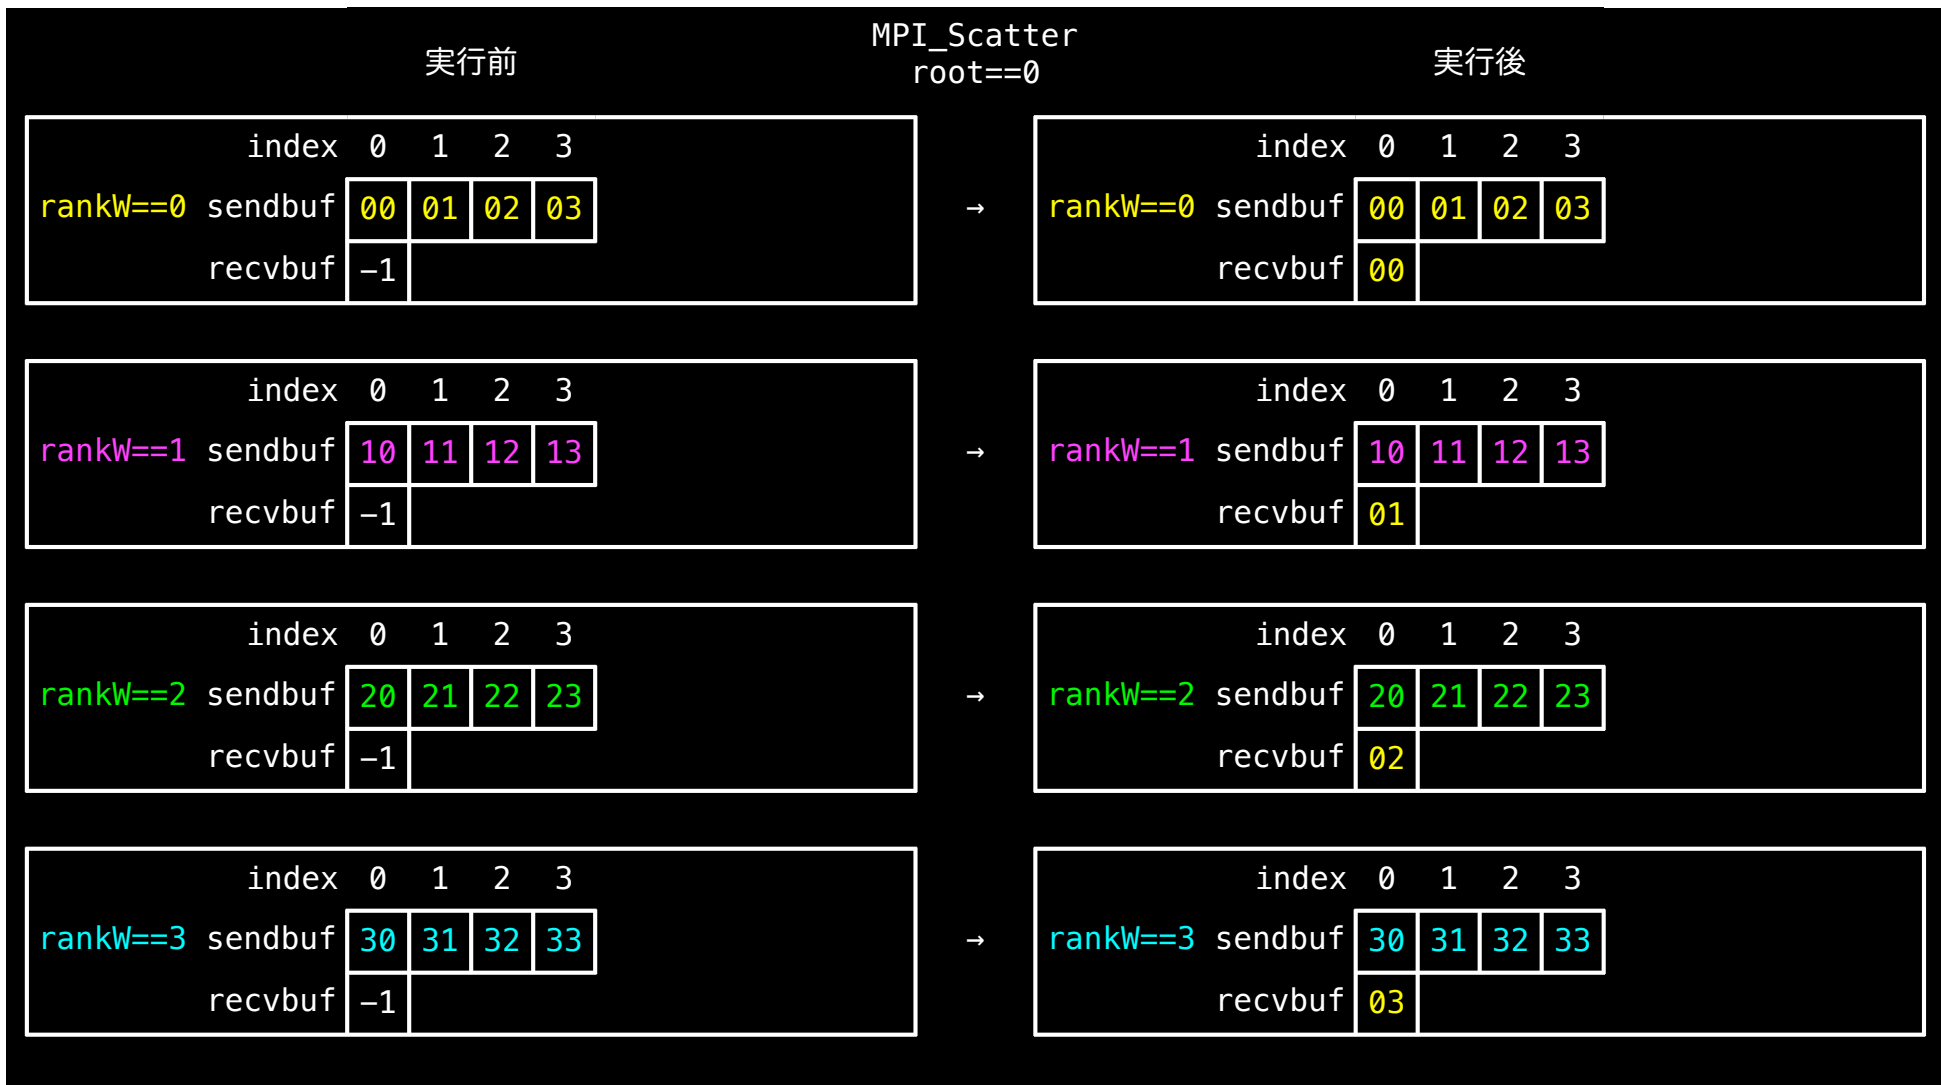 MPI_Scatter
実行前 root==0 実行後
index 0 1 2 3 index 0 1 2 3
rankW==0 sendbuf 00 01 02 03 → rankW==0 sendbuf 00 01 02 03
recvbuf −1 recvbuf 00
index 0 1 2 3 index 0 1 2 3
rankW==1 sendbuf 10 11 12 13 → rankW==1 sendbuf 10 11 12 13
recvbuf −1 recvbuf 01
index 0 1 2 3 index 0 1 2 3
rankW==2 sendbuf 20 21 22 23 → rankW==2 sendbuf 20 21 22 23
recvbuf −1 recvbuf 02
index 0 1 2 3 index 0 1 2 3
rankW==3 sendbuf 30 31 32 33 → rankW==3 sendbuf 30 31 32 33
recvbuf −1 recvbuf 03